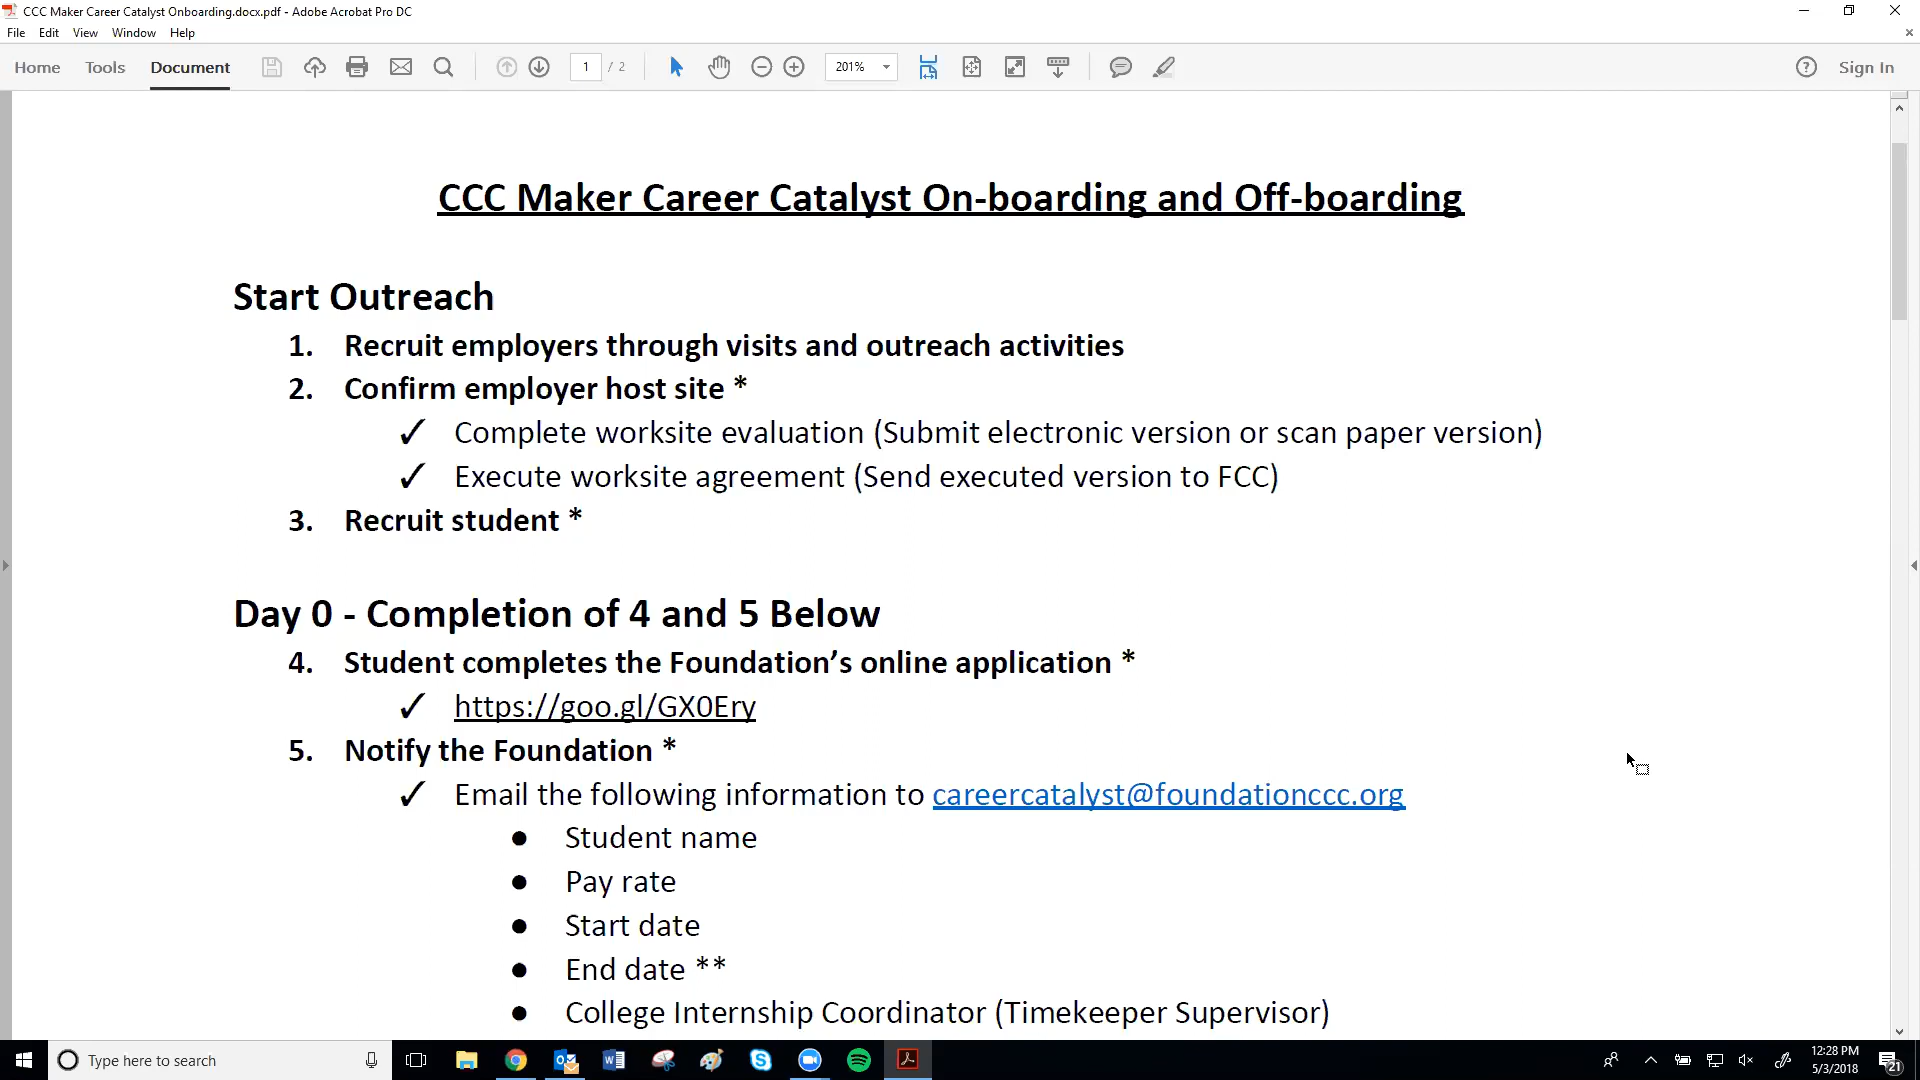 CCC Maker Career Catalyst Onboarding.docx.pdf - Adobe Acrobat Pro DC
File Edit View Window Help
Home Tools Document 1 / 2 201% Sign In
CCC Maker Career Catalyst On-boarding and Off-boarding
Start Outreach
1. Recruit employers through visits and outreach activities
2. Confirm employer host site *
✓ Complete worksite evaluation (Submit electronic version or scan paper version)
✓ Execute worksite agreement (Send executed version to FCC)
3. Recruit student *
Day 0 - Completion of 4 and 5 Below
4. Student completes the Foundation’s online application *
✓ https://goo.gl/GX0Ery
5. Notify the Foundation *
✓ Email the following information to careercatalyst@foundationccc.org
● Student name
● Pay rate
● Start date
● End date **
● College Internship Coordinator (Timekeeper Supervisor)
Type here to search
12:28 PM
5/3/2018
21